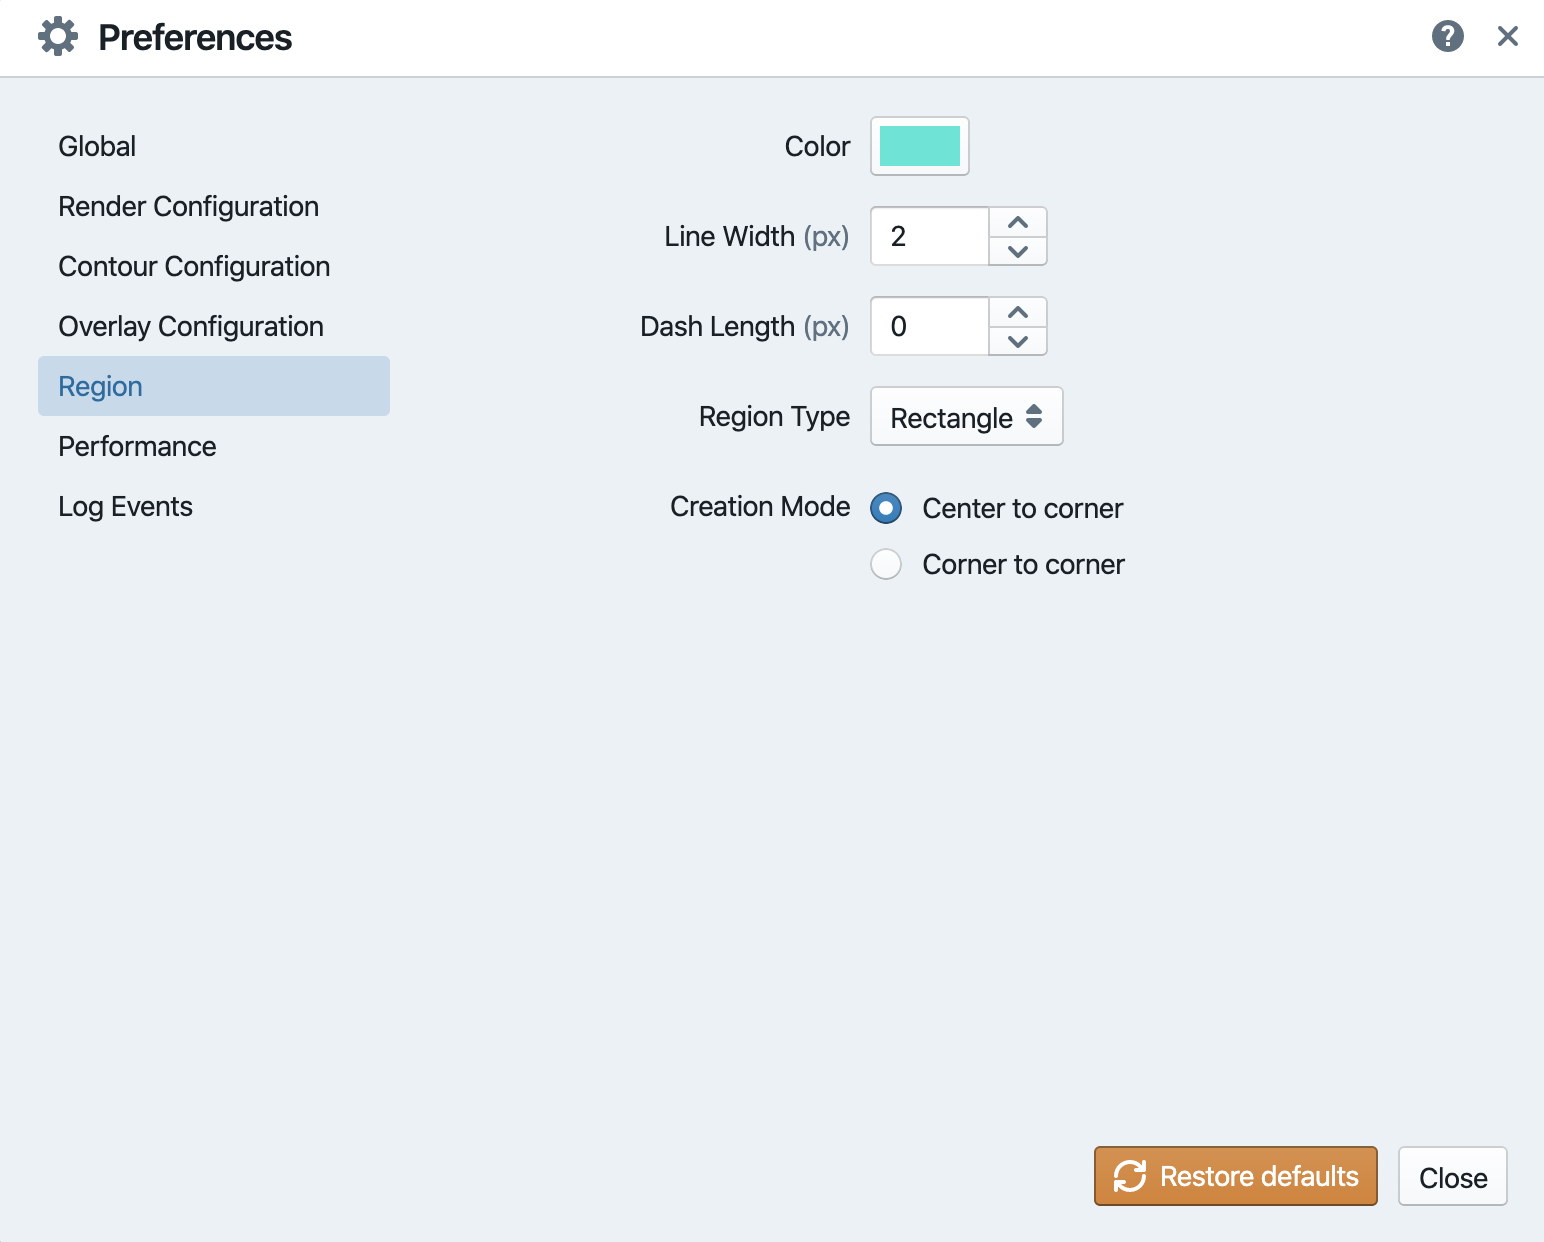 Preferences
Global
Render Configuration
Contour Configuration
Overlay Configuration
Region
Performance
Log Events
Color
Line Width (px) 2
Dash Length (px) 0
Region Type Rectangle
Creation Mode Center to corner
Corner to corner
Restore defaults Close